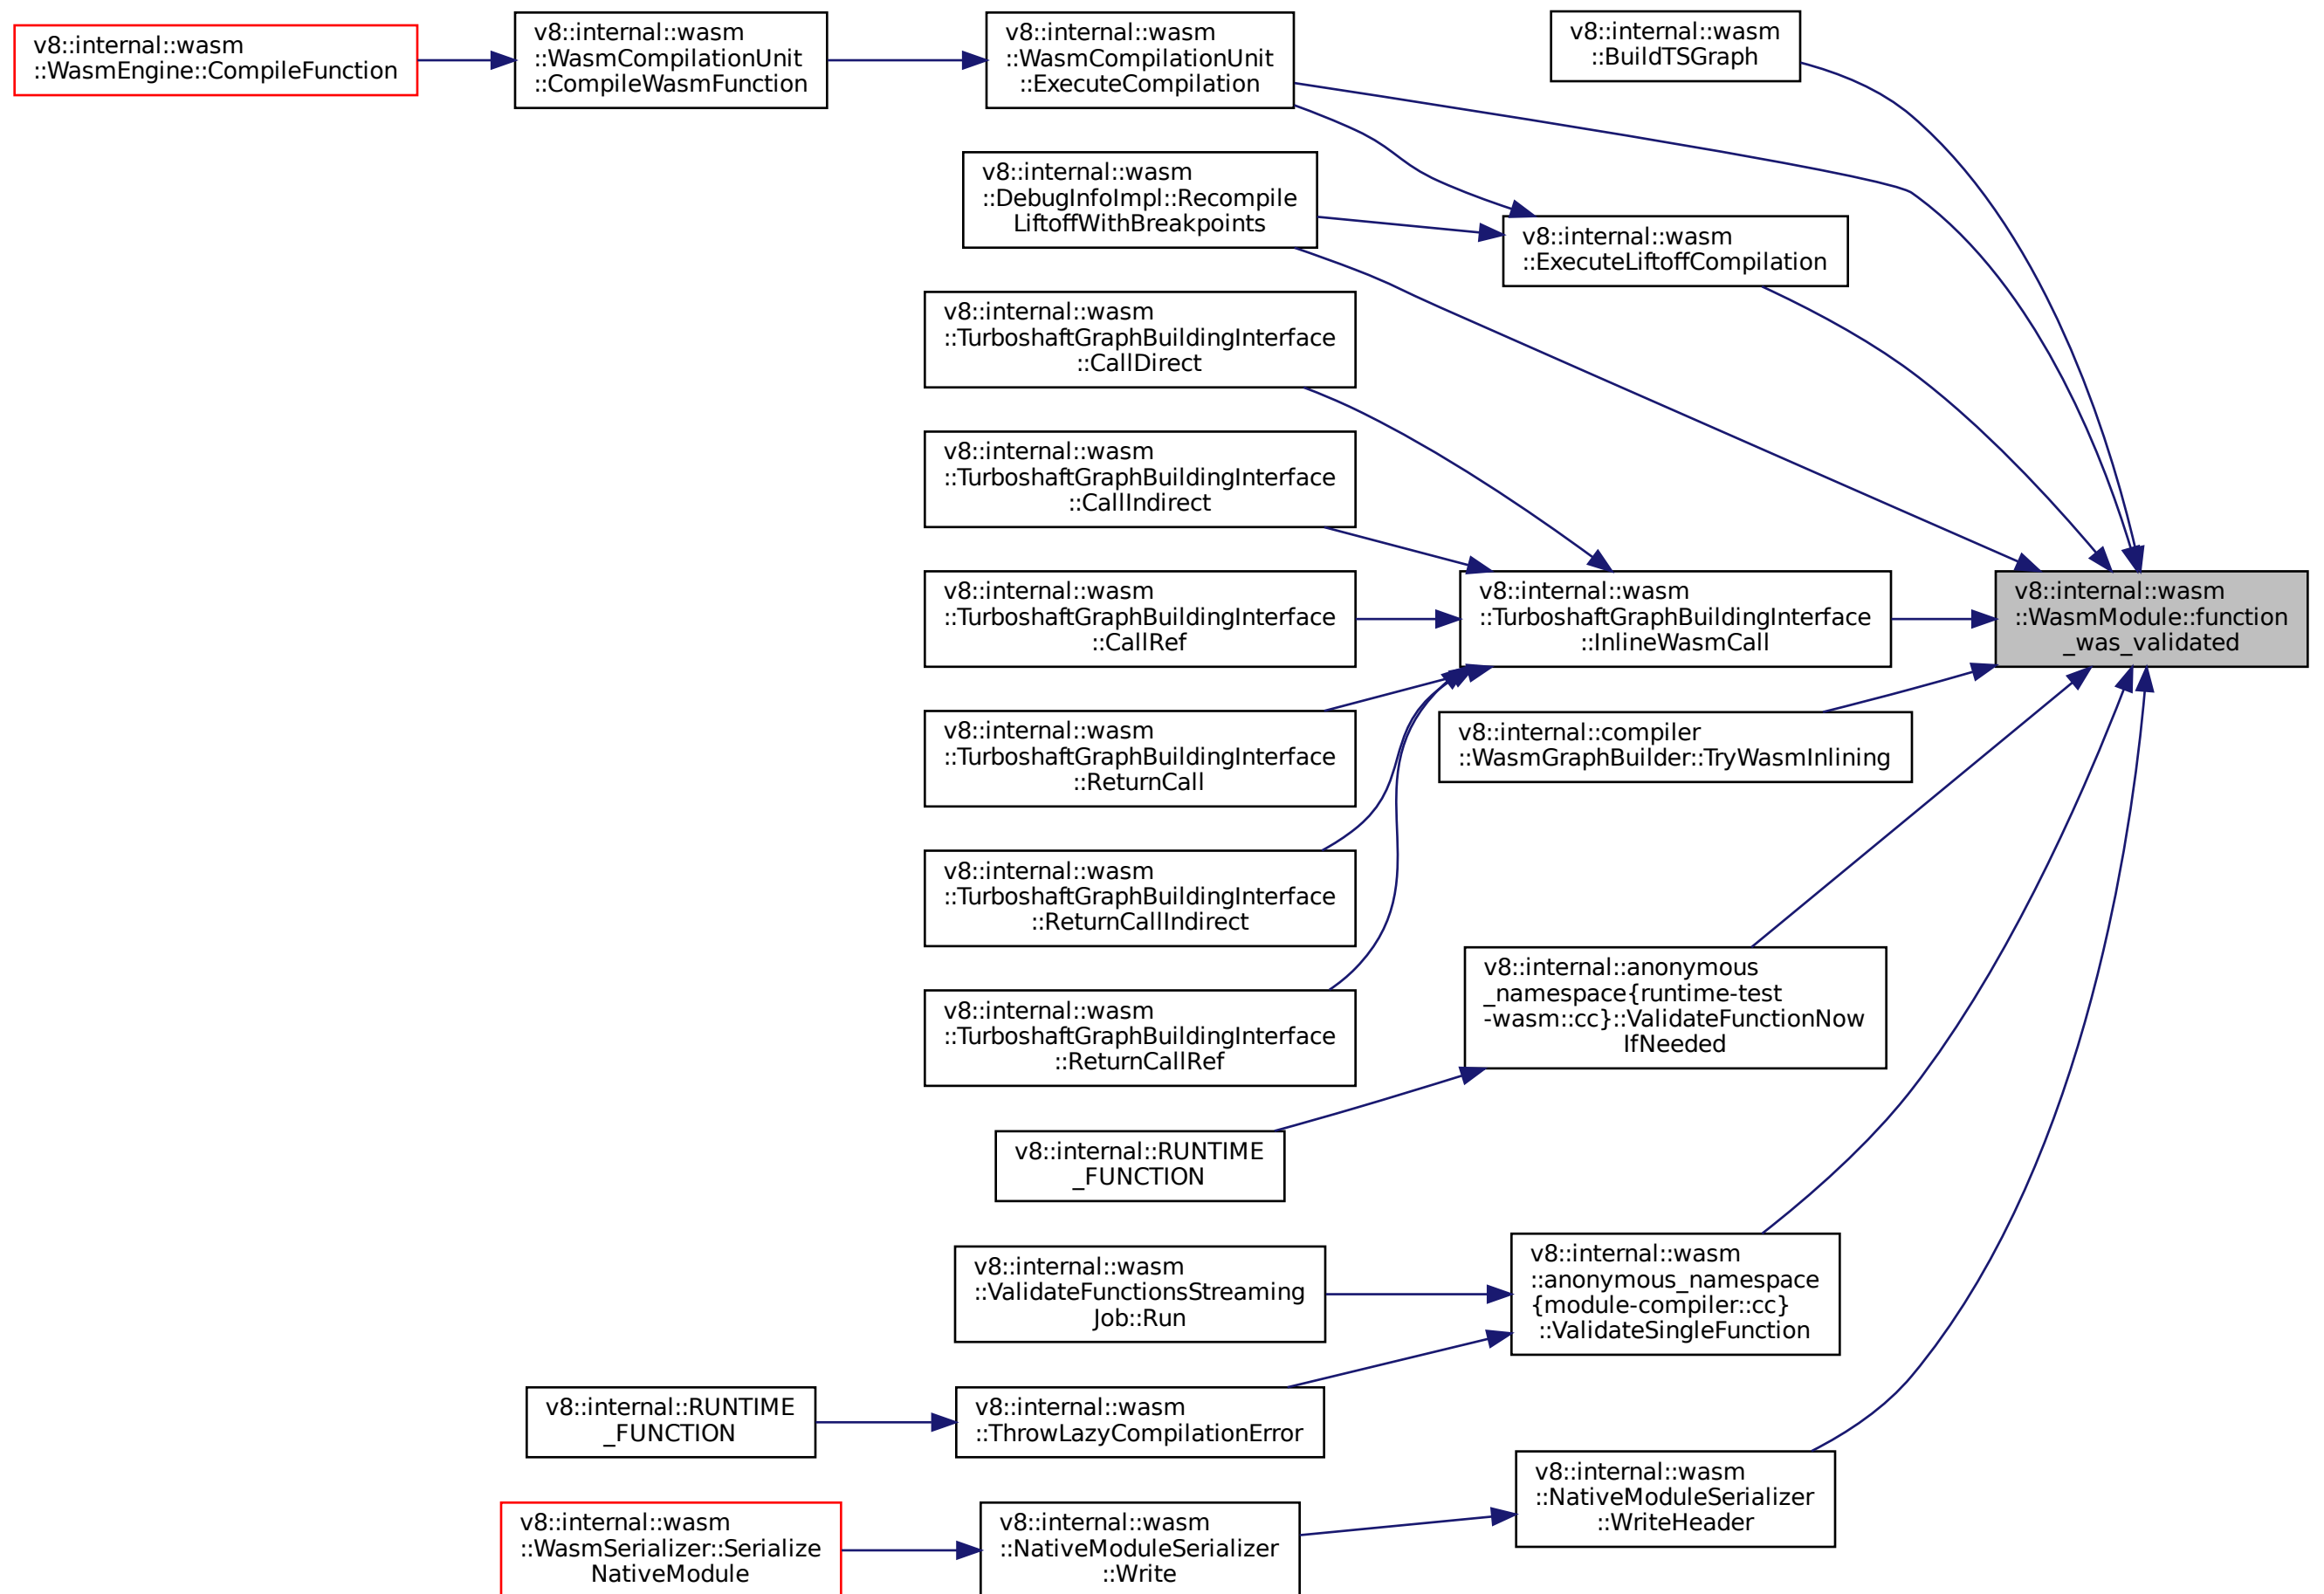 v8::internal::wasm
::WasmEngine::CompileFunction
v8::internal::wasm
::WasmCompilationUnit
::CompileWasmFunction
v8::internal::wasm
::WasmCompilationUnit
::ExecuteCompilation
v8::internal::wasm
::BuildTSGraph
v8::internal::wasm
::DebugInfoImpl::Recompile
LiftoffWithBreakpoints
v8::internal::wasm
::ExecuteLiftoffCompilation
v8::internal::wasm
::TurboshaftGraphBuildingInterface
::CallDirect
v8::internal::wasm
::TurboshaftGraphBuildingInterface
::CallIndirect
v8::internal::wasm
::TurboshaftGraphBuildingInterface
::CallRef
v8::internal::wasm
::TurboshaftGraphBuildingInterface
::InlineWasmCall
v8::internal::wasm
::WasmModule::function
_was_validated
v8::internal::wasm
::TurboshaftGraphBuildingInterface
::ReturnCall
v8::internal::compiler
::WasmGraphBuilder::TryWasmInlining
v8::internal::wasm
::TurboshaftGraphBuildingInterface
::ReturnCallIndirect
v8::internal::wasm
::TurboshaftGraphBuildingInterface
::ReturnCallRef
v8::internal::anonymous
_namespace{runtime-test
-wasm::cc}::ValidateFunctionNow
IfNeeded
v8::internal::RUNTIME
_FUNCTION
v8::internal::wasm
::ValidateFunctionsStreaming
Job::Run
v8::internal::wasm
::anonymous_namespace
{module-compiler::cc}
::ValidateSingleFunction
v8::internal::RUNTIME
_FUNCTION
v8::internal::wasm
::ThrowLazyCompilationError
v8::internal::wasm
::NativeModuleSerializer
::WriteHeader
v8::internal::wasm
::WasmSerializer::Serialize
NativeModule
v8::internal::wasm
::NativeModuleSerializer
::Write